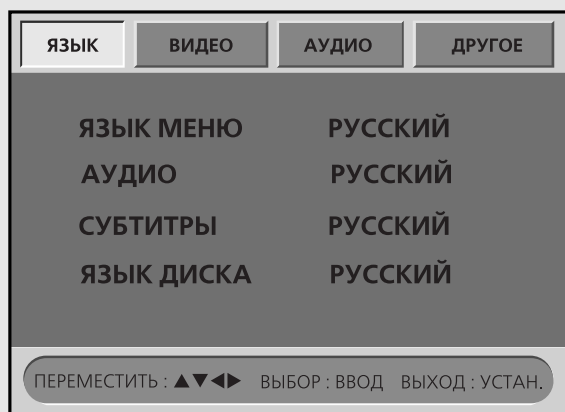 ЯЗЫК ВИДЕО АУДИО ДРУГОЕ
ЯЗЫК МЕНЮ РУССКИЙ
АУДИО РУССКИЙ
СУБТИТРЫ РУССКИЙ
ЯЗЫК ДИСКА РУССКИЙ
ПЕРЕМЕСТИТЬ : ▲▼◀▶ ВЫБОР : ВВОД ВЫХОД : УСТАН.